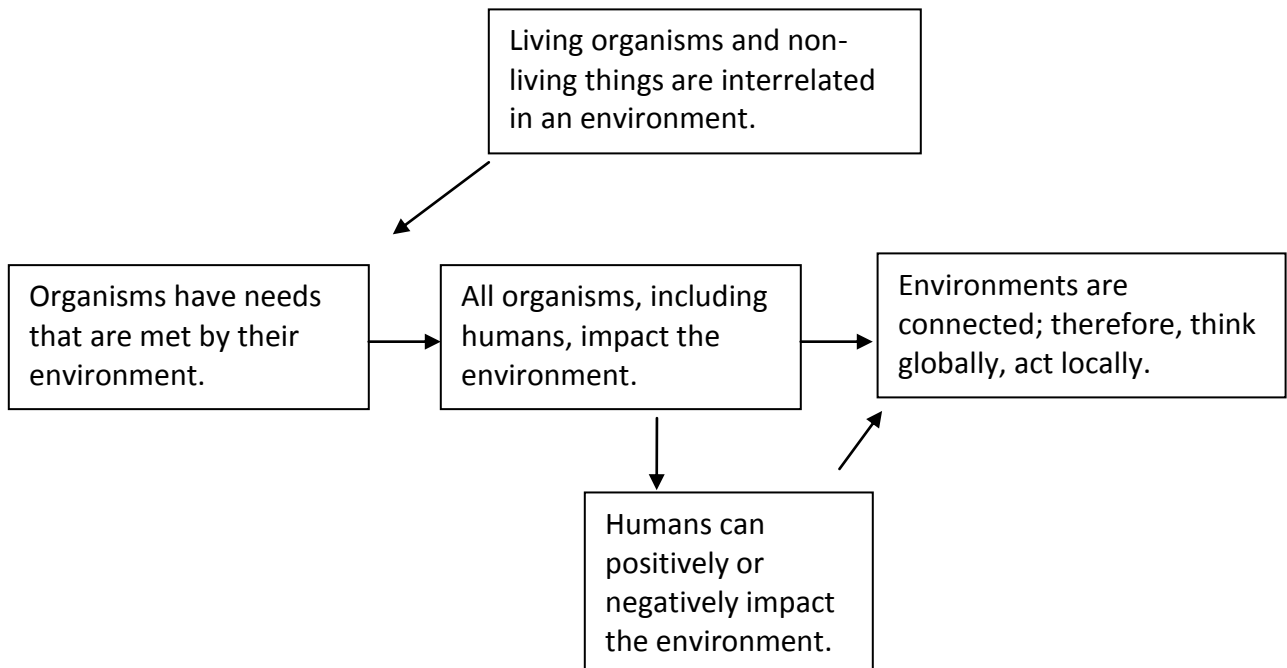 Living organisms and non-
living things are interrelated
in an environment.
Organisms have needs
that are met by their
environment.
All organisms, including
humans, impact the
environment.
Environments are
connected; therefore, think
globally, act locally.
Humans can
positively or
negatively impact
the environment.